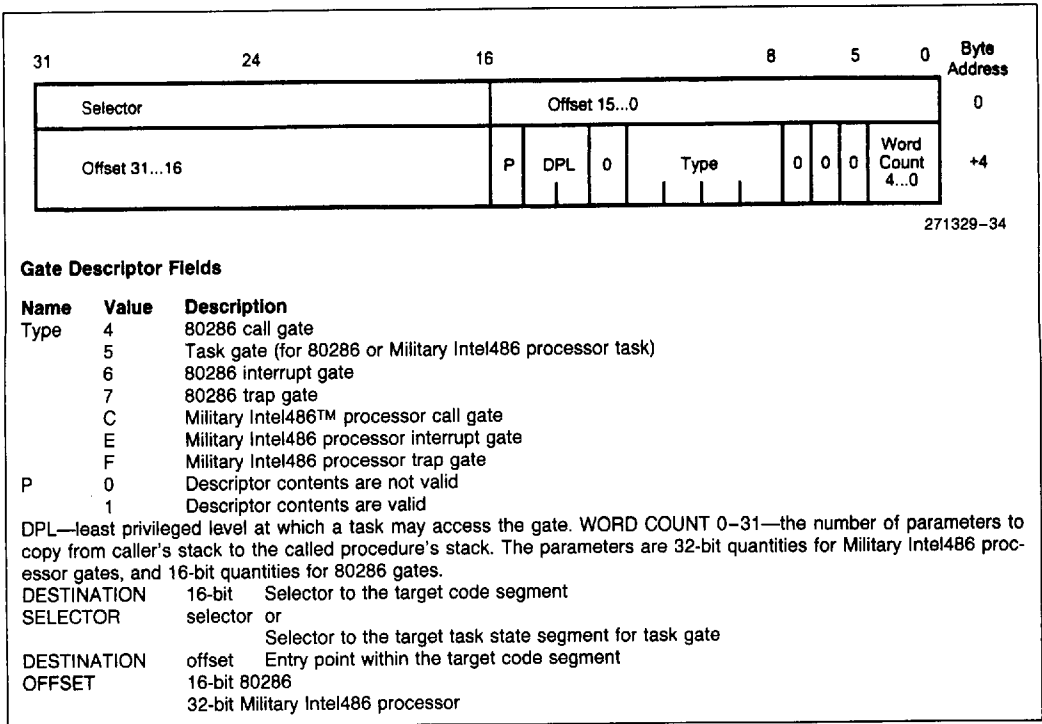 31 24 16 8 5 0 Byte Address
Selector Offset 15...0 0
Offset 31...16 P DPL 0 Type 0 0 0 Word Count 4...0 +4
271329–34
Gate Descriptor Fields
Name Value Description
Type 4 80286 call gate
5 Task gate (for 80286 or Military Intel486 processor task)
6 80286 interrupt gate
7 80286 trap gate
C Military Intel486™ processor call gate
E Military Intel486 processor interrupt gate
F Military Intel486 processor trap gate
P 0 Descriptor contents are not valid
1 Descriptor contents are valid
DPL—least privileged level at which a task may access the gate. WORD COUNT 0–31—the number of parameters to
copy from caller's stack to the called procedure's stack. The parameters are 32-bit quantities for Military Intel486 proc-
essor gates, and 16-bit quantities for 80286 gates.
DESTINATION 16-bit Selector to the target code segment
SELECTOR selector or
Selector to the target task state segment for task gate
DESTINATION offset Entry point within the target code segment
OFFSET 16-bit 80286
32-bit Military Intel486 processor